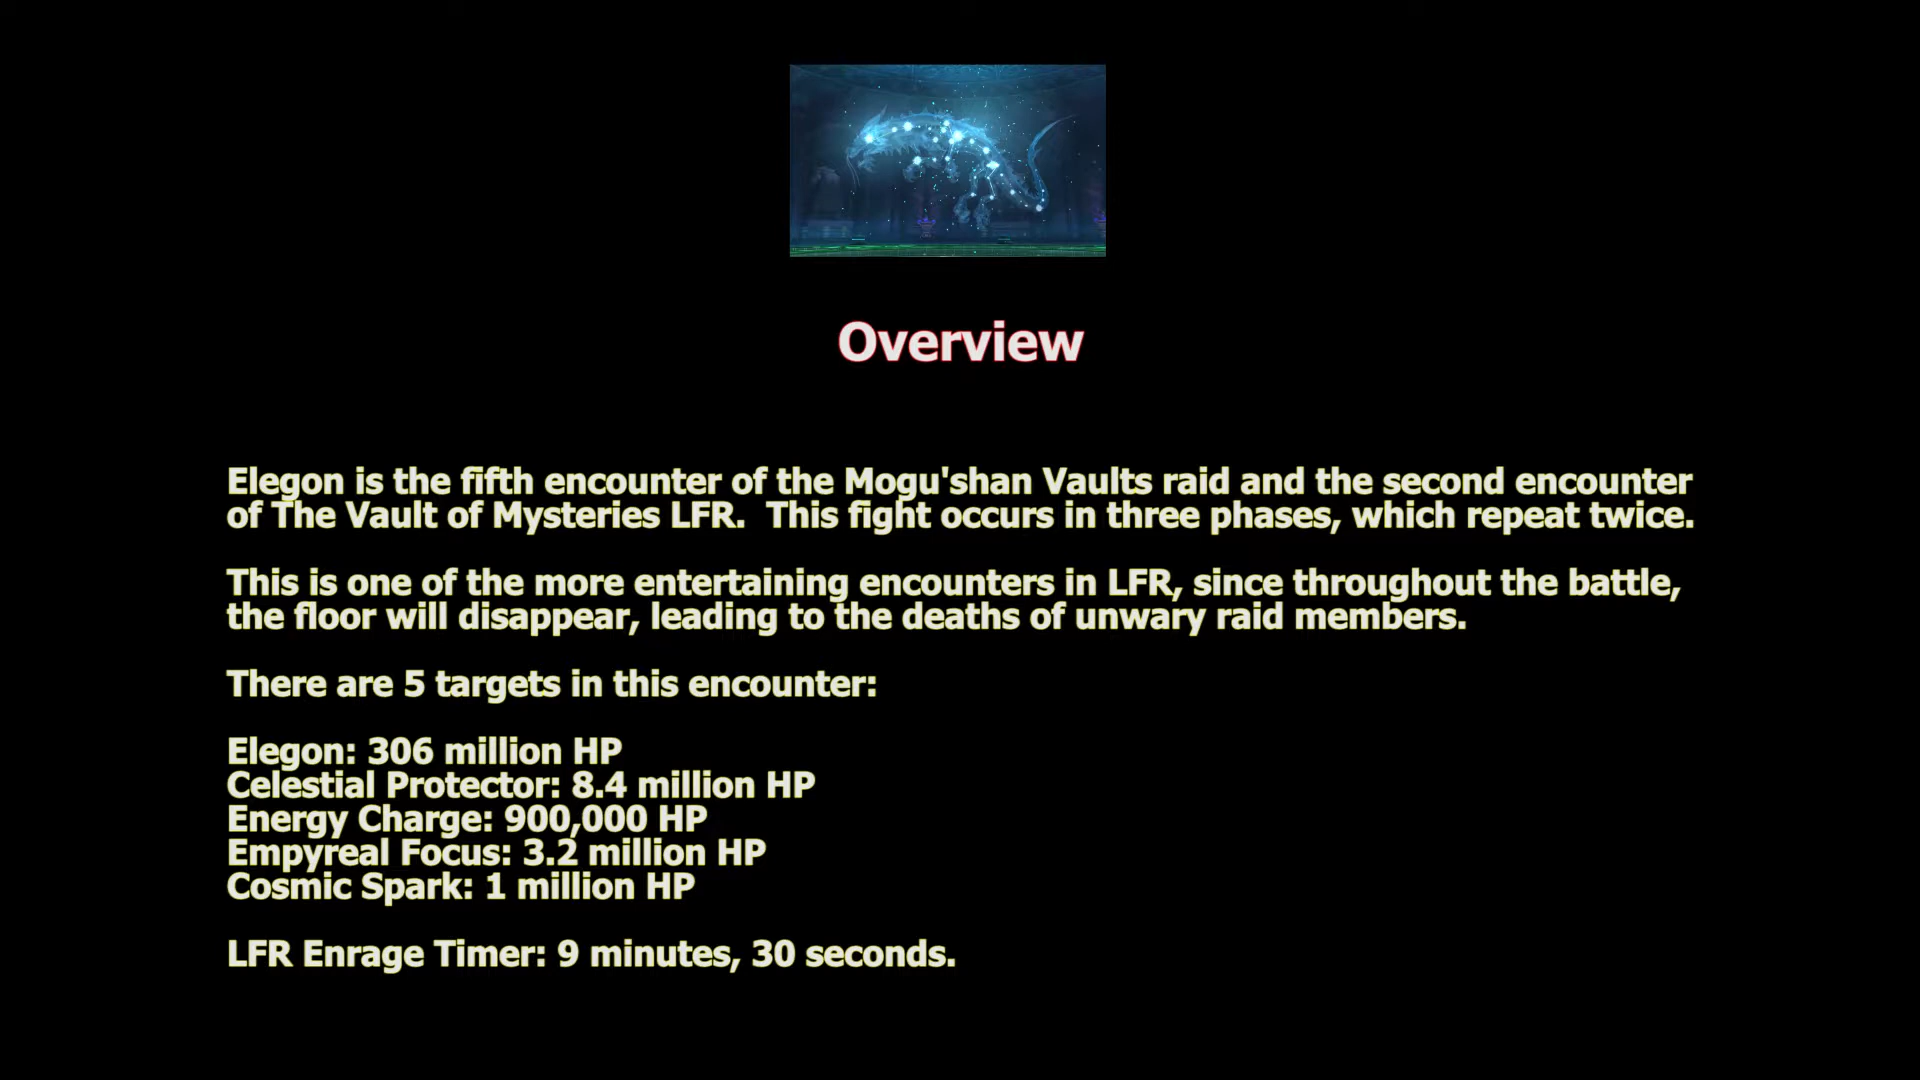 Overview
Elegon is the fifth encounter of the Mogu'shan Vaults raid and the second encounter
of The Vault of Mysteries LFR.  This fight occurs in three phases, which repeat twice.
This is one of the more entertaining encounters in LFR, since throughout the battle,
the floor will disappear, leading to the deaths of unwary raid members.
There are 5 targets in this encounter:
Elegon: 306 million HP
Celestial Protector: 8.4 million HP
Energy Charge: 900,000 HP
Empyreal Focus: 3.2 million HP
Cosmic Spark: 1 million HP
LFR Enrage Timer: 9 minutes, 30 seconds.